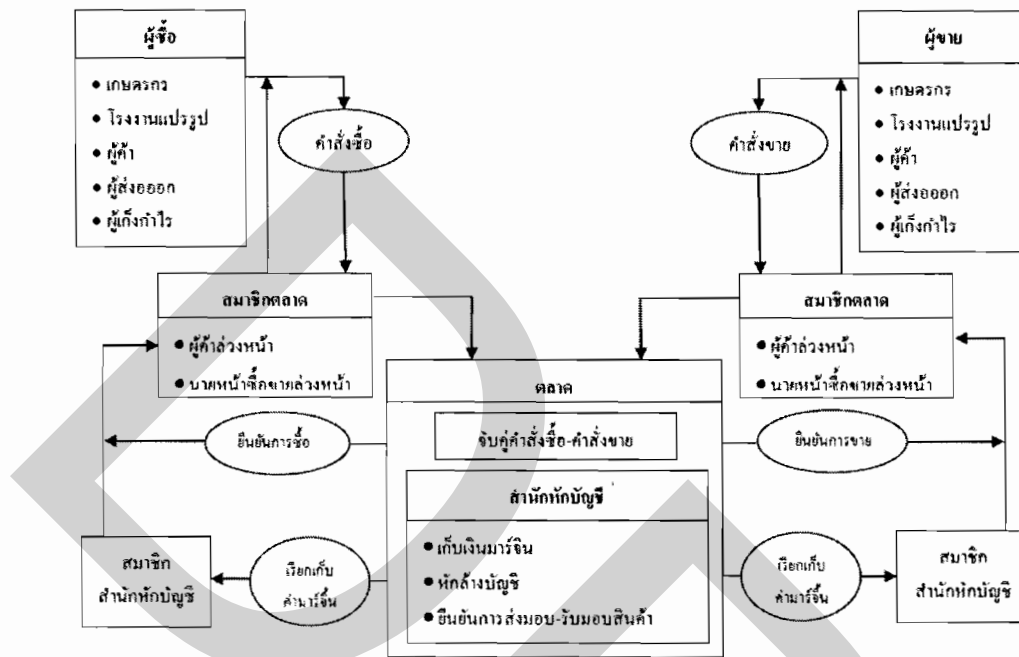 ผู้ซื้อ
● เกษตรกร
● โรงงานแปรรูป
● ผู้ค้า
● ผู้ส่งออก
● ผู้เก็งกำไร
คำสั่งซื้อ
ผู้ขาย
● เกษตรกร
● โรงงานแปรรูป
● ผู้ค้า
● ผู้ส่งออก
● ผู้เก็งกำไร
คำสั่งขาย
สมาชิกตลาด
● ผู้ค้าล่วงหน้า
● นายหน้าซื้อขายล่วงหน้า
สมาชิกตลาด
● ผู้ค้าล่วงหน้า
● นายหน้าซื้อขายล่วงหน้า
ตลาด
จับคู่คำสั่งซื้อ-คำสั่งขาย
ยืนยันการซื้อ
ยืนยันการขาย
สำนักหักบัญชี
● เก็บเงินมาร์จิน
● หักล้างบัญชี
● ยืนยันการส่งมอบ-รับมอบสินค้า
สมาชิก
สำนักหักบัญชี
เรียกเก็บ
ค่ามาร์จิ้น
เรียกเก็บ
ค่ามาร์จิ้น
สมาชิก
สำนักหักบัญชี